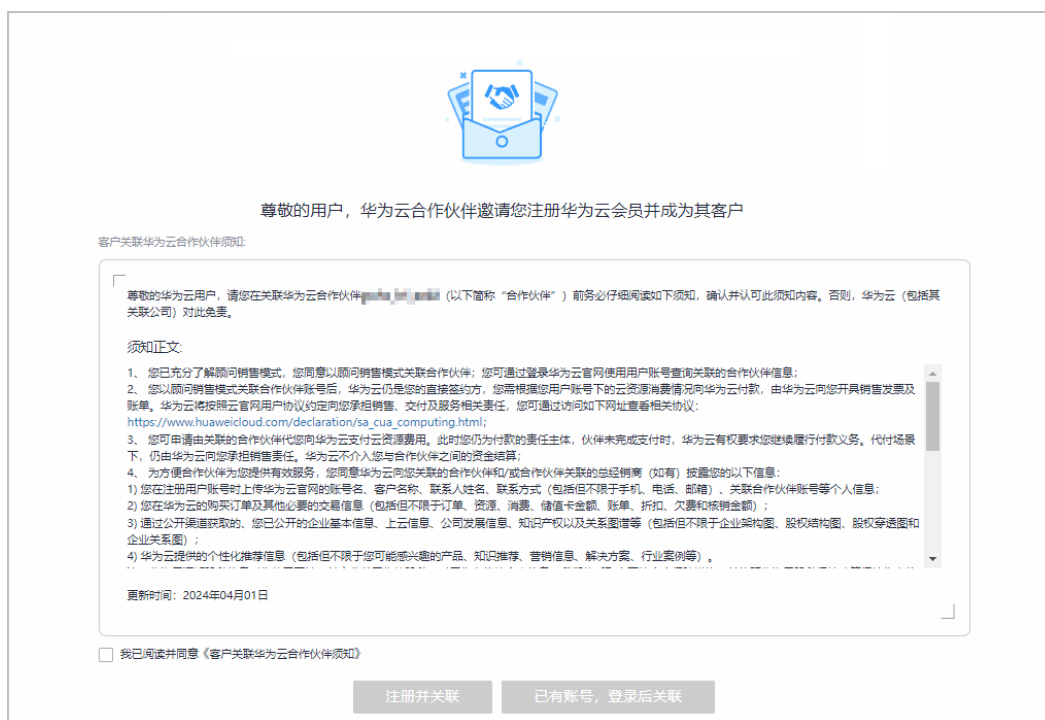 尊敬的用户，华为云合作伙伴邀请您注册华为云会员并成为其客户
客户关联华为云合作伙伴须知:
尊敬的华为云用户，请您在关联华为云合作伙伴（以下简称“合作伙伴”）前务必仔细阅读如下须知，确认并认可此须知内容。否则，华为云（包括其
关联公司）对此免责。
须知正文:
1、 您已充分了解顾问销售模式，您同意以顾问销售模式关联合作伙伴；您可通过登录华为云官网使用用户账号查询关联的合作伙伴信息；
2、 您以顾问销售模式关联合作伙伴账号后，华为云仍是您的直接签约方，您需根据您用户账号下的云资源消费情况向华为云付款，由华为云向您开具销售发票及
账单。华为云将按照云官网用户协议约定向您承担销售、交付及服务相关责任，您可通过访问如下网址查看相关协议：
https://www.huaweicloud.com/declaration/sa_cua_computing.html;
3、 您可申请由关联的合作伙伴代您向华为云支付云资源费用。此时您仍为付款的责任主体，伙伴未完成支付时，华为云有权要求您继续履行付款义务。代付场景
下，仍由华为云向您承担销售责任。华为云不介入您与合作伙伴之间的资金结算；
4、 为方便合作伙伴为您提供有效服务，您同意华为云向您关联的合作伙伴和/或合作伙伴关联的总经销商（如有）披露您的以下信息：
1) 您在注册用户账号时上传华为云官网的账号名、客户名称、联系人姓名、联系方式（包括但不限于手机、电话、邮箱）、关联合作伙伴账号等个人信息；
2) 您在华为云的购买订单及其他必要的交易信息（包括但不限于订单、资源、消费、储值卡金额、账单、折扣、欠费和核销金额）；
3) 通过公开渠道获取的、您已公开的企业基本信息、上云信息、公司发展信息、知识产权以及关系图谱等（包括但不限于企业架构图、股权结构图、股权穿透图和
企业关系图）；
4) 华为云提供的个性化推荐信息（包括但不限于您可能感兴趣的产品、知识推荐、营销信息、解决方案、行业案例等）。
更新时间：2024年04月01日
我已阅读并同意《客户关联华为云合作伙伴须知》
注册并关联
已有账号，登录后关联